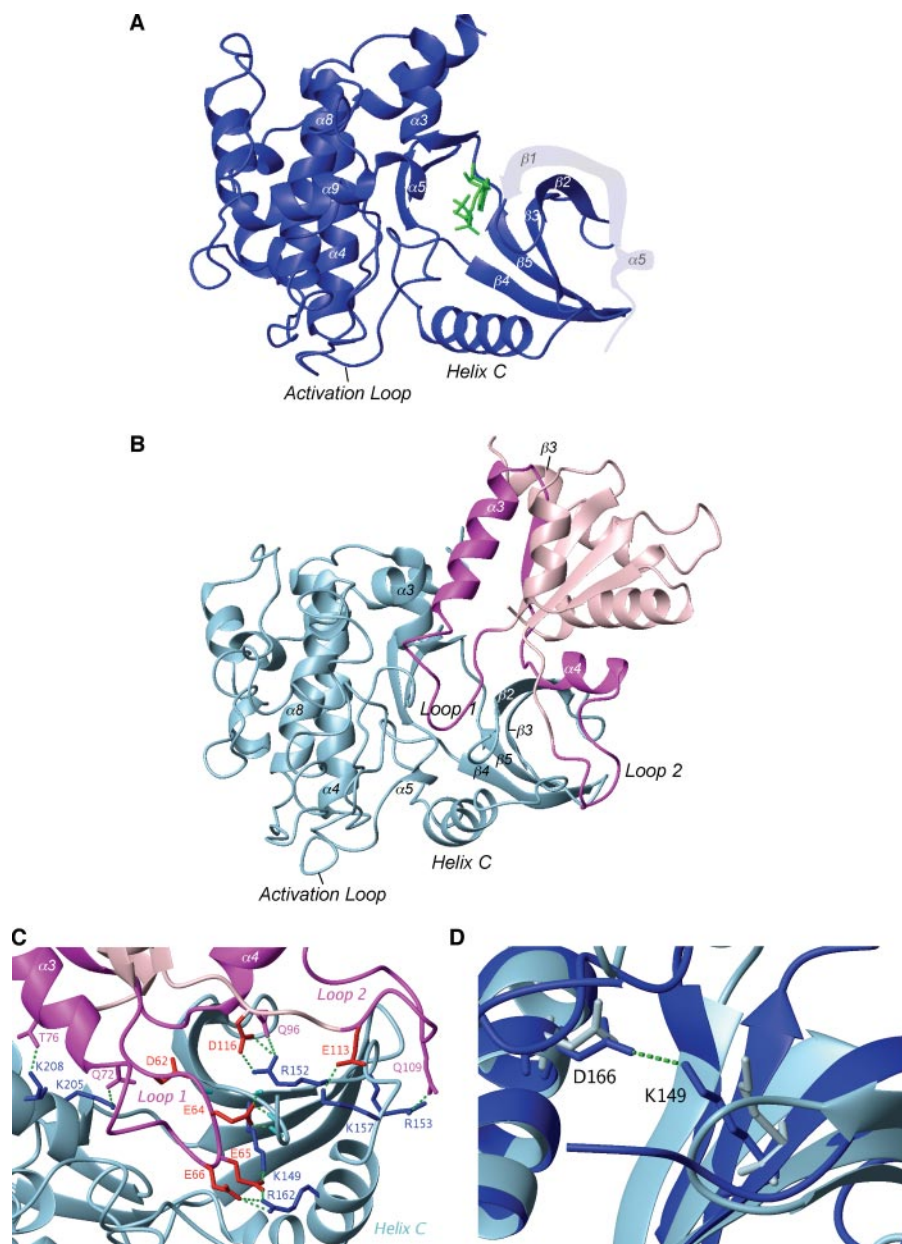 A
α8
α3
β1
β2
α9
α5
β3
α5
β5
α4
β4
Helix C
Activation Loop
B
β3
α3
α3
α4
Loop 1
β2
α8
β3
β5
Loop 2
β4
α4
α5
Helix C
Activation Loop
C
α3
α4
Loop 2
T76
Q96
D116
E113
K208
D62
R152
Q109
K205
Q72
Loop 1
E64
K157
R153
E65
E66
K149
R162
Helix C
D
D166
K149